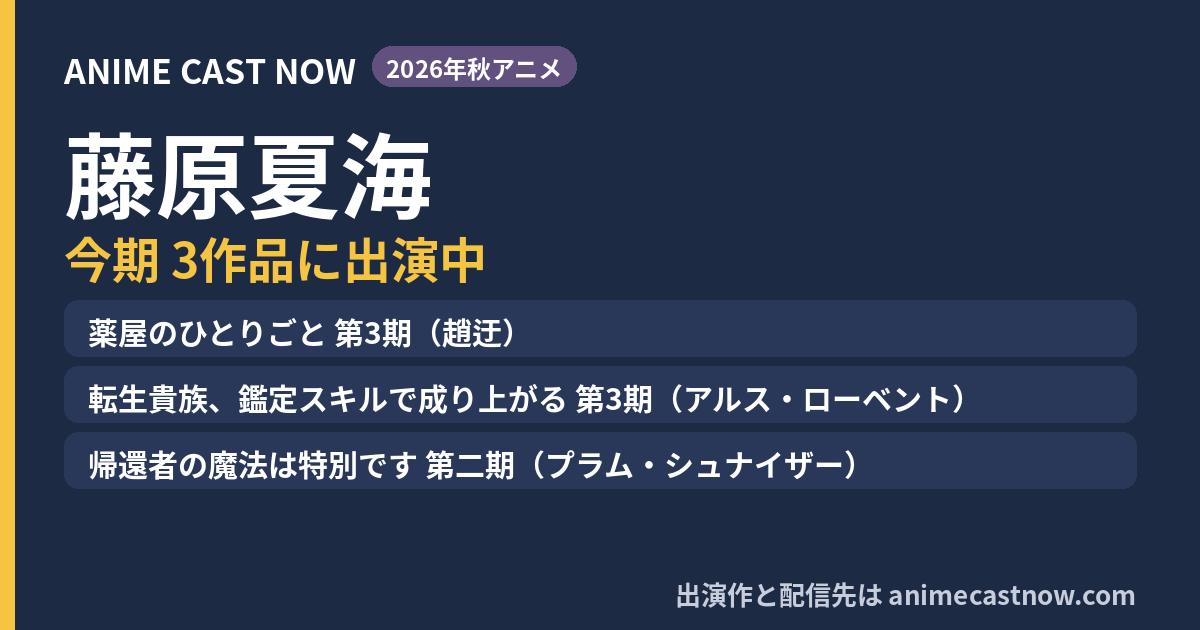 ANIME CAST NOW 2026年秋アニメ
藤原夏海
今期 3作品に出演中
薬屋のひとりごと 第3期（趙迂）
転生貴族、鑑定スキルで成り上がる 第3期（アルス・ローベント）
帰還者の魔法は特別です 第二期（プラム・シュナイザー）
出演作と配信先は animecastnow.com